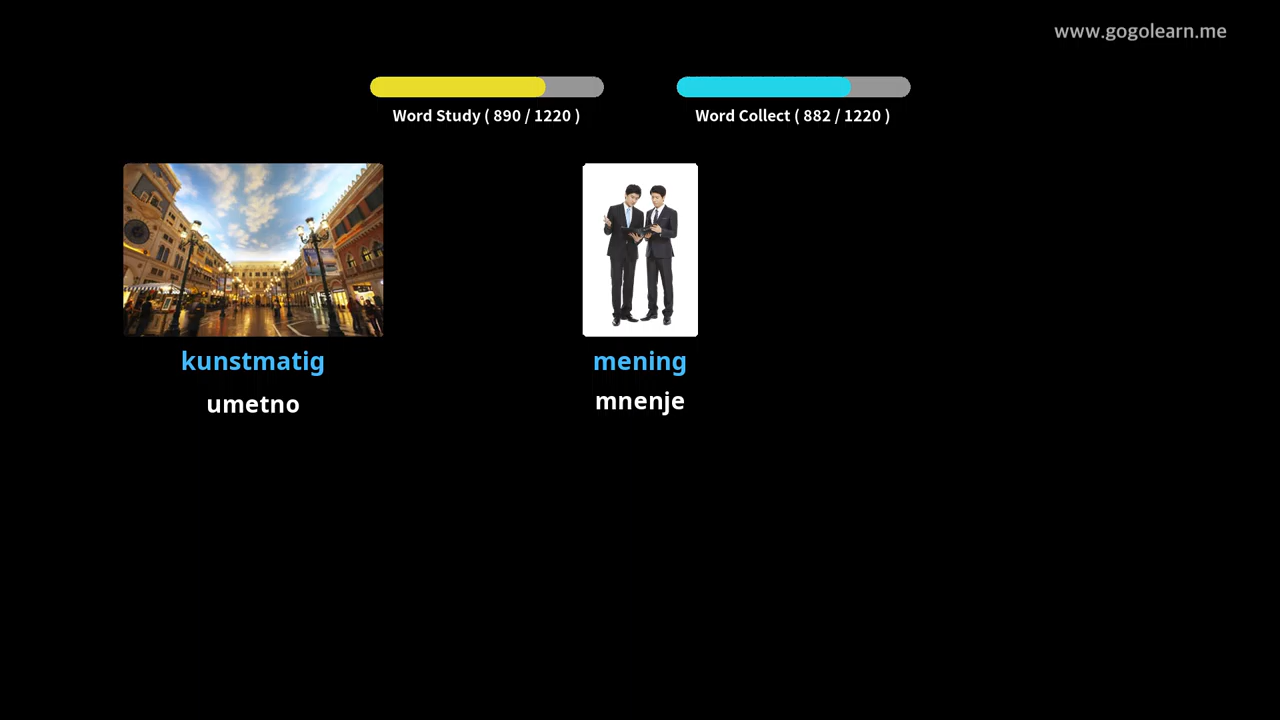 www.gogolearn.me
Word Study ( 890 / 1220 )
Word Collect ( 882 / 1220 )
kunstmatig
umetno
mening
mnenje